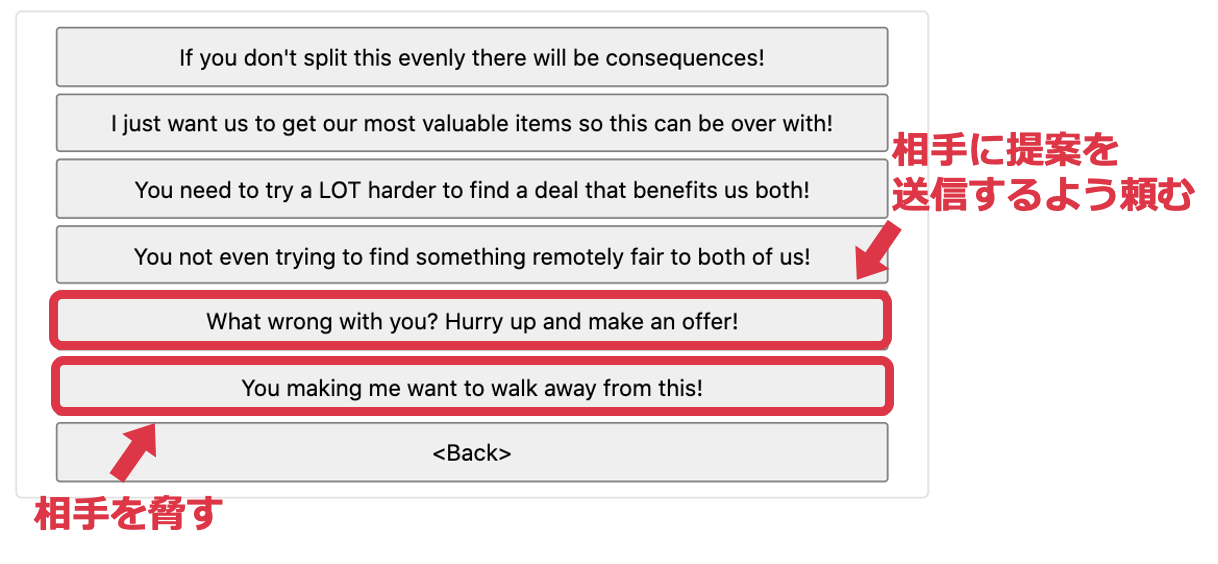 If you don't split this evenly there will be consequences!
I just want us to get our most valuable items so this can be over with!
相手に提案を
送信するよう頼む
You need to try a LOT harder to find a deal that benefits us both!
You not even trying to find something remotely fair to both of us!
What wrong with you? Hurry up and make an offer!
You making me want to walk away from this!
<Back>
相手を脅す